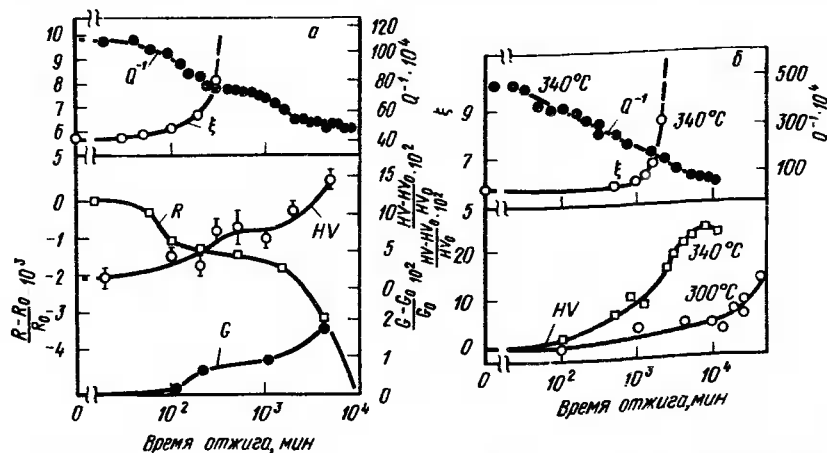 а
10
9
8
7
6
5
0
-1
-2
-3
-4
100
80
60
40
Q⁻¹·10⁴
Q⁻¹
ξ
R
HV
G
15
10
5
0
2
1
0
(R-R₀)/R₀ · 10³
(HV-HV₀)/HV₀ · 10²
(G-G₀)/G₀ 10²
0 10² 10³ 10⁴
Время отжига, мин
б
ξ
9
7
5
20
10
0
500
300
100
Q⁻¹·10⁴
340°C
Q⁻¹
340°C
ξ
(HV-HV₀)/HV₀ 10²
340°C
300°C
HV
0 10² 10³ 10⁴
Время отжига, мин